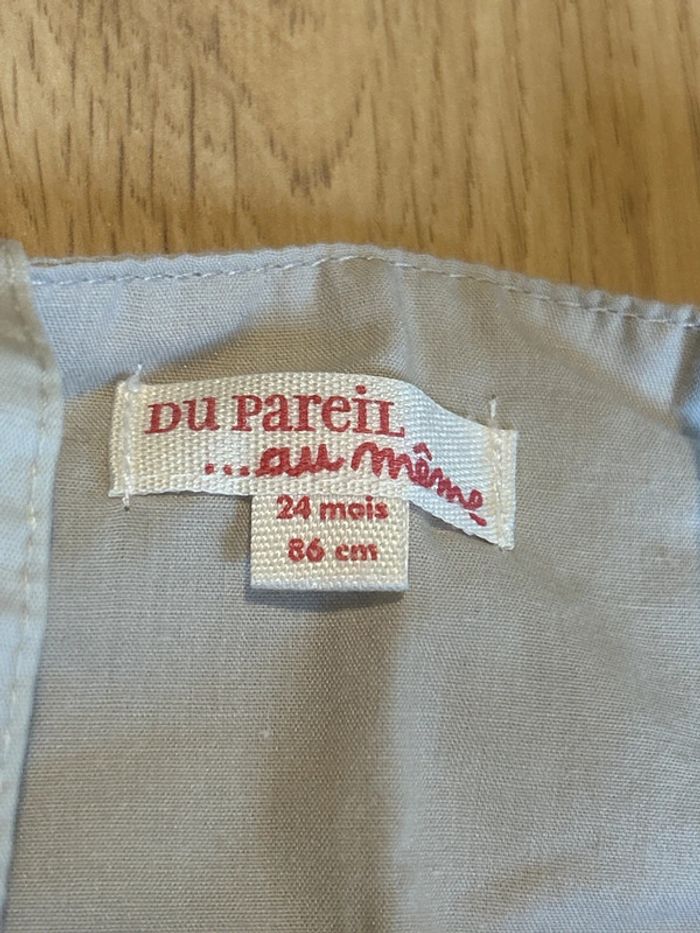 DU PareiL
...au même
24 mois
86 cm